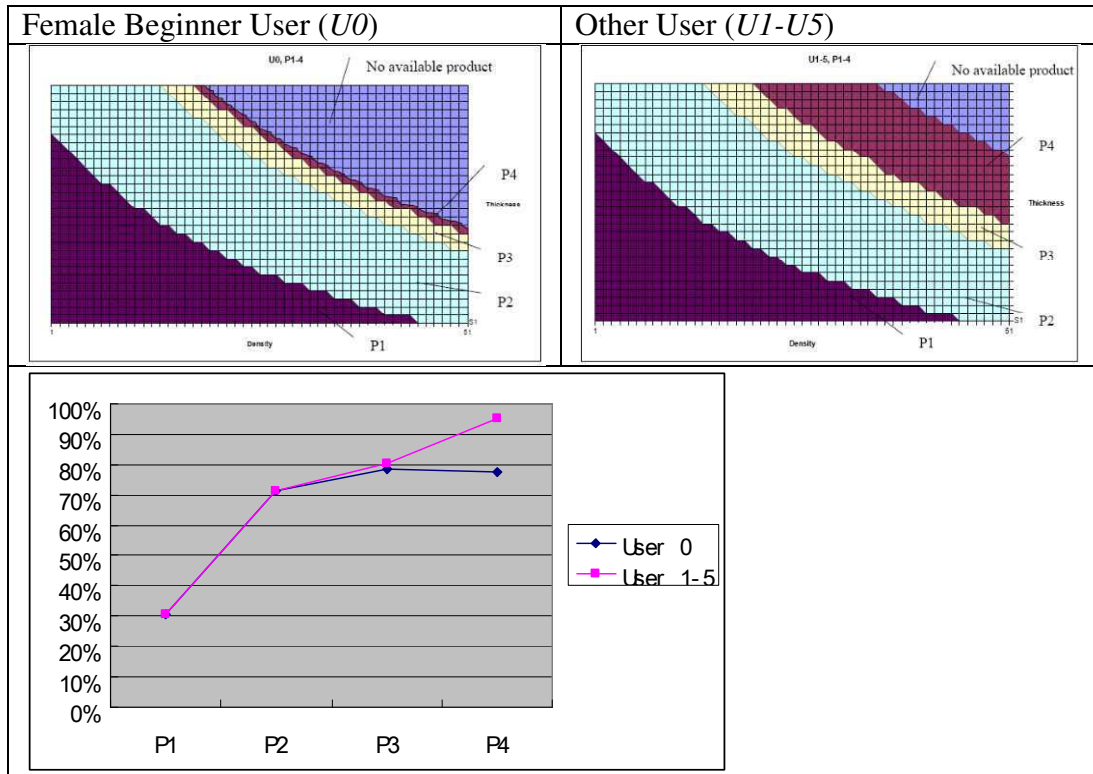 Female Beginner User (U0)
Other User (U1-U5)
U0, P1-4
No available product
P4
Thickness
P3
P2
S1
1
51
Density
P1
U1-5, P1-4
No available product
P4
Thickness
P3
P2
S1
1
51
Density
P1
100%
90%
80%
70%
60%
50%
40%
30%
20%
10%
0%
P1 P2 P3 P4
User 0
User 1-5